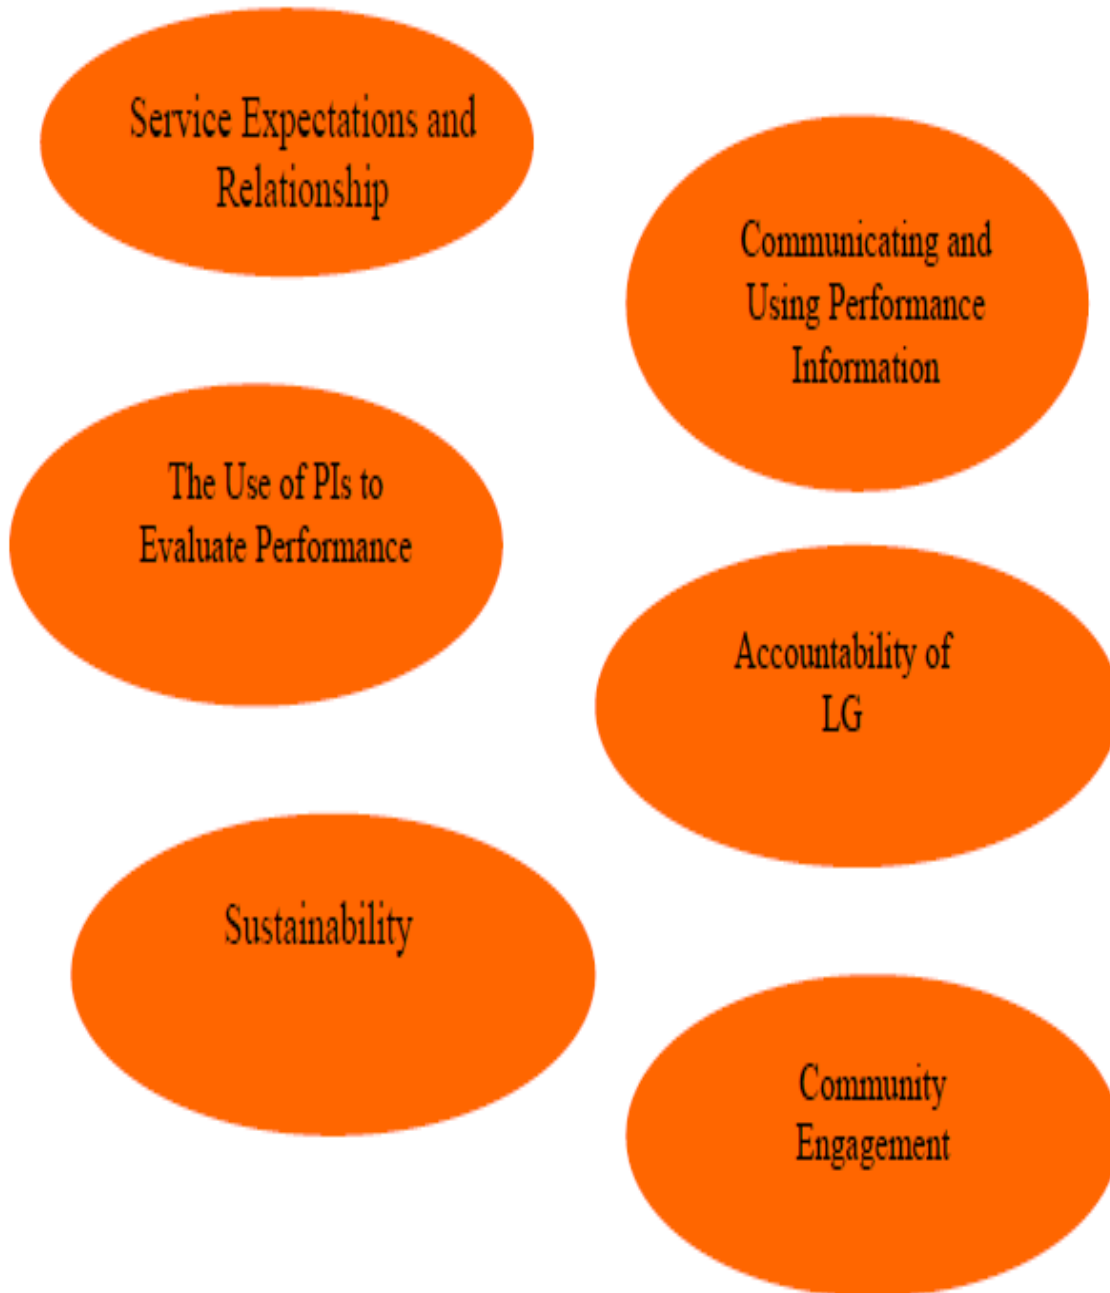 Service Expectations and
Relationship
Communicating and
Using Performance
Information
The Use of PIs to
Evaluate Performance
Accountability of
LG
Sustainability
Community
Engagement